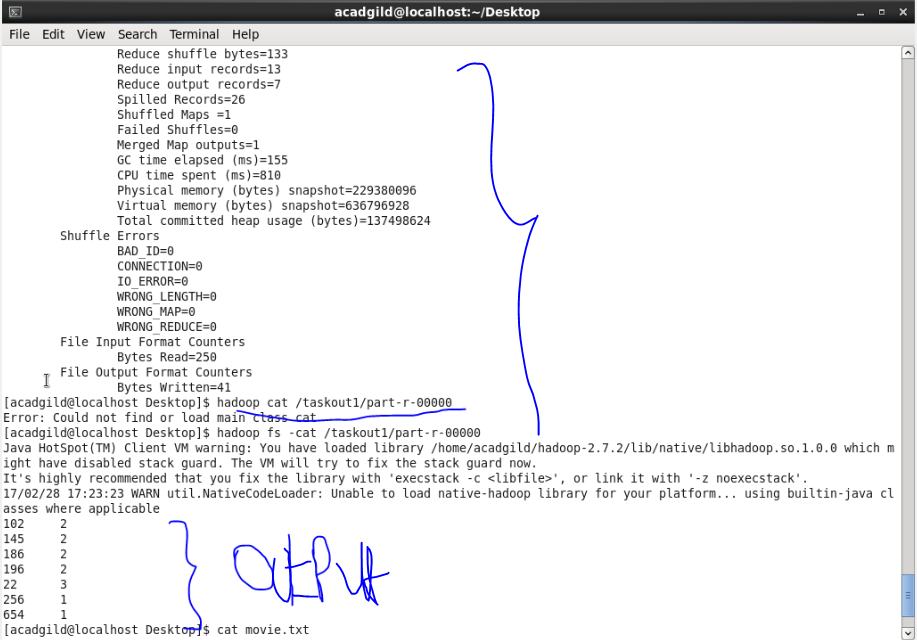 acadgild@localhost:~/Desktop
File Edit View Search Terminal Help
Reduce shuffle bytes=133
Reduce input records=13
Reduce output records=7
Spilled Records=26
Shuffled Maps =1
Failed Shuffles=0
Merged Map outputs=1
GC time elapsed (ms)=155
CPU time spent (ms)=810
Physical memory (bytes) snapshot=229380096
Virtual memory (bytes) snapshot=636796928
Total committed heap usage (bytes)=137498624
Shuffle Errors
BAD_ID=0
CONNECTION=0
IO_ERROR=0
WRONG_LENGTH=0
WRONG_MAP=0
WRONG_REDUCE=0
File Input Format Counters
Bytes Read=250
File Output Format Counters
Bytes Written=41
[acadgild@localhost Desktop]$ hadoop cat /taskout1/part-r-00000
Error: Could not find or load main class cat
[acadgild@localhost Desktop]$ hadoop fs -cat /taskout1/part-r-00000
Java HotSpot(TM) Client VM warning: You have loaded library /home/acadgild/hadoop-2.7.2/lib/native/libhadoop.so.1.0.0 which m
ight have disabled stack guard. The VM will try to fix the stack guard now.
It's highly recommended that you fix the library with 'execstack -c <libfile>', or link it with '-z noexecstack'.
17/02/28 17:23:23 WARN util.NativeCodeLoader: Unable to load native-hadoop library for your platform... using builtin-java cl
asses where applicable
102 2
145 2
186 2
196 2
22 3
256 1
654 1
[acadgild@localhost Desktop]$ cat movie.txt